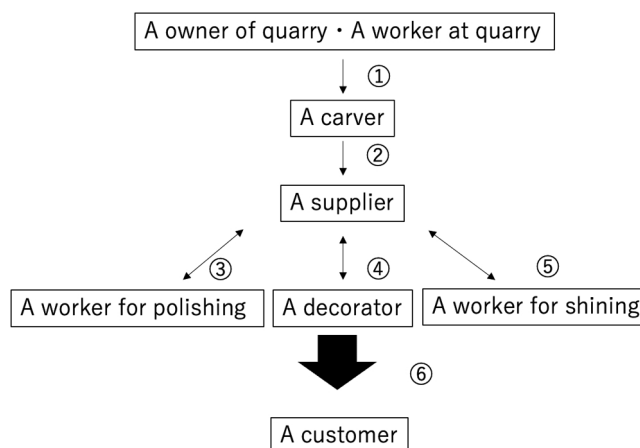 A owner of quarry・A worker at quarry
①
A carver
②
A supplier
③
④
⑤
A worker for polishing
A decorator
A worker for shining
⑥
A customer